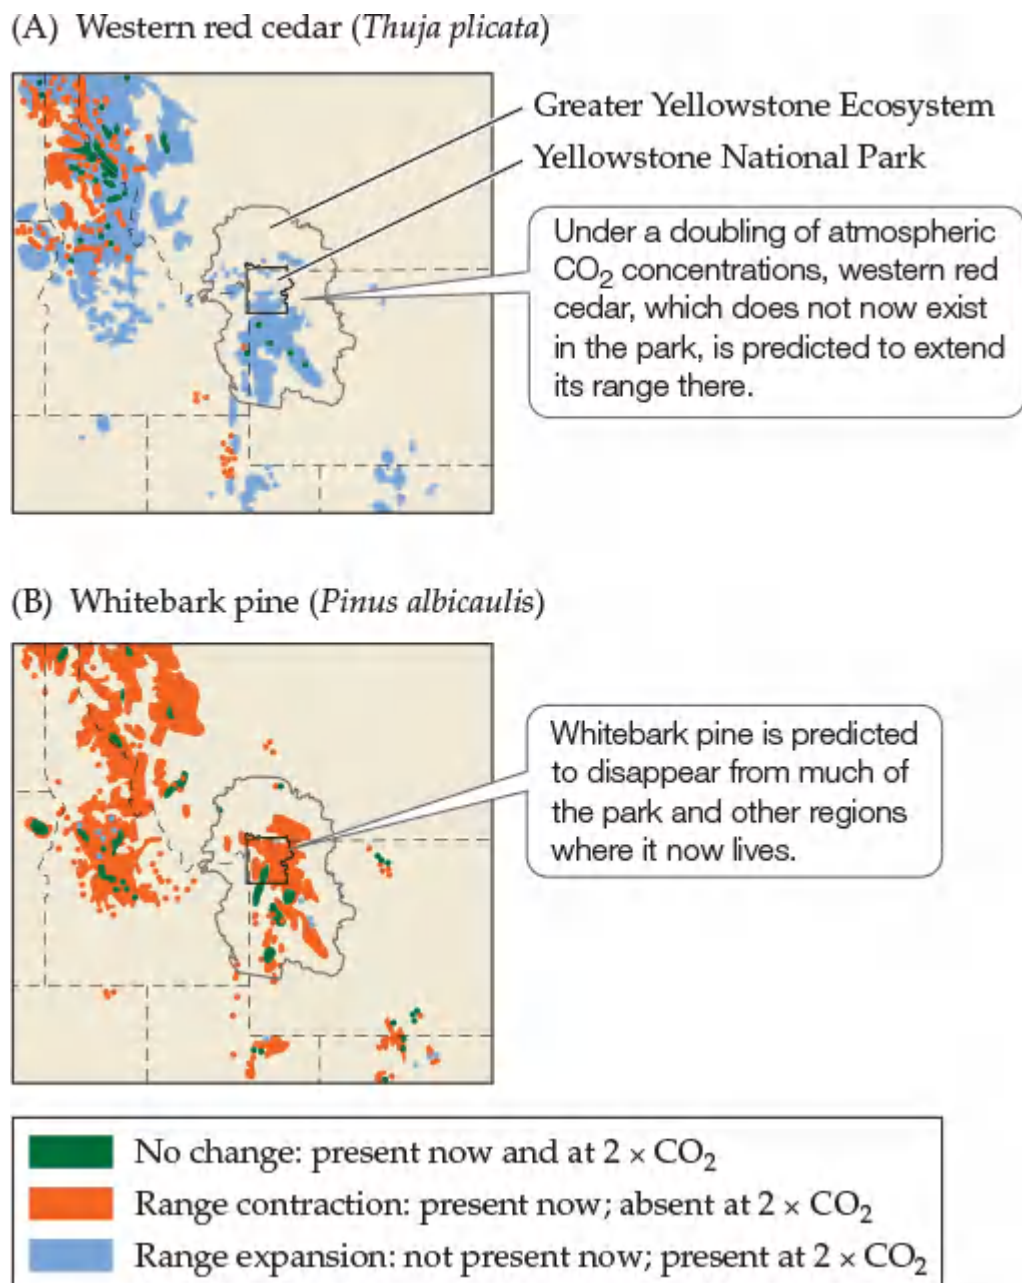 (A) Western red cedar (Thuja plicata)
Greater Yellowstone Ecosystem
Yellowstone National Park
Under a doubling of atmospheric
CO₂ concentrations, western red
cedar, which does not now exist
in the park, is predicted to extend
its range there.
(B) Whitebark pine (Pinus albicaulis)
Whitebark pine is predicted
to disappear from much of
the park and other regions
where it now lives.
No change: present now and at 2 × CO₂
Range contraction: present now; absent at 2 × CO₂
Range expansion: not present now; present at 2 × CO₂